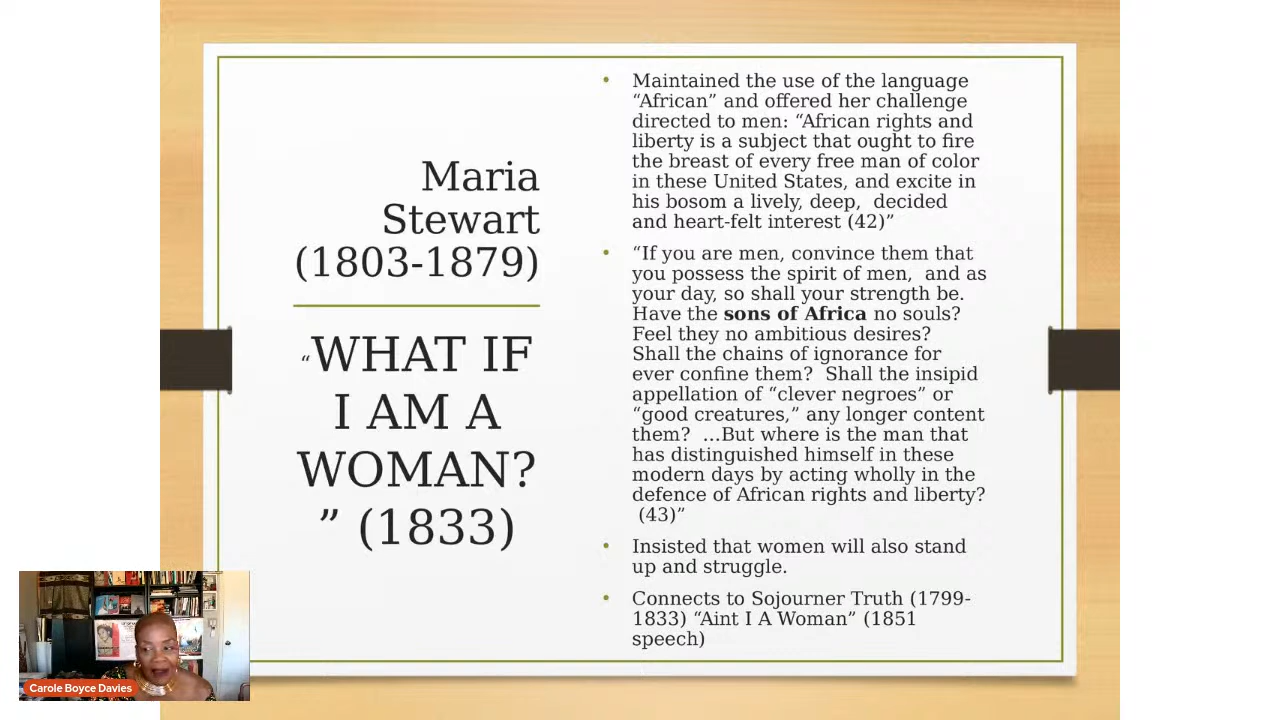 Maria
Stewart
(1803-1879)
“WHAT IF
I AM A
WOMAN?
” (1833)
• Maintained the use of the language
“African” and offered her challenge
directed to men: “African rights and
liberty is a subject that ought to fire
the breast of every free man of color
in these United States, and excite in
his bosom a lively, deep,  decided
and heart-felt interest (42)”
• “If you are men, convince them that
you possess the spirit of men,  and as
your day, so shall your strength be.
Have the sons of Africa no souls?
Feel they no ambitious desires?
Shall the chains of ignorance for
ever confine them?  Shall the insipid
appellation of “clever negroes” or
“good creatures,” any longer content
them?  …But where is the man that
has distinguished himself in these
modern days by acting wholly in the
defence of African rights and liberty?
(43)”
• Insisted that women will also stand
up and struggle.
• Connects to Sojourner Truth (1799-
1833) “Aint I A Woman” (1851
speech)
Carole Boyce Davies